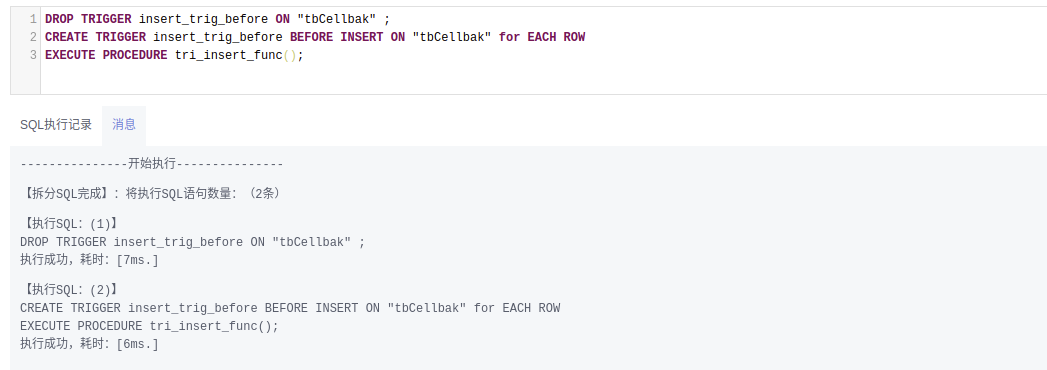 1 DROP TRIGGER insert_trig_before ON "tbCellbak" ;
2 CREATE TRIGGER insert_trig_before BEFORE INSERT ON "tbCellbak" for EACH ROW
3 EXECUTE PROCEDURE tri_insert_func();
SQL执行记录 消息
---------------开始执行---------------
【拆分SQL完成】：将执行SQL语句数量：（2条）
【执行SQL：(1)】
DROP TRIGGER insert_trig_before ON "tbCellbak" ;
执行成功，耗时：[7ms.]
【执行SQL：(2)】
CREATE TRIGGER insert_trig_before BEFORE INSERT ON "tbCellbak" for EACH ROW
EXECUTE PROCEDURE tri_insert_func();
执行成功，耗时：[6ms.]